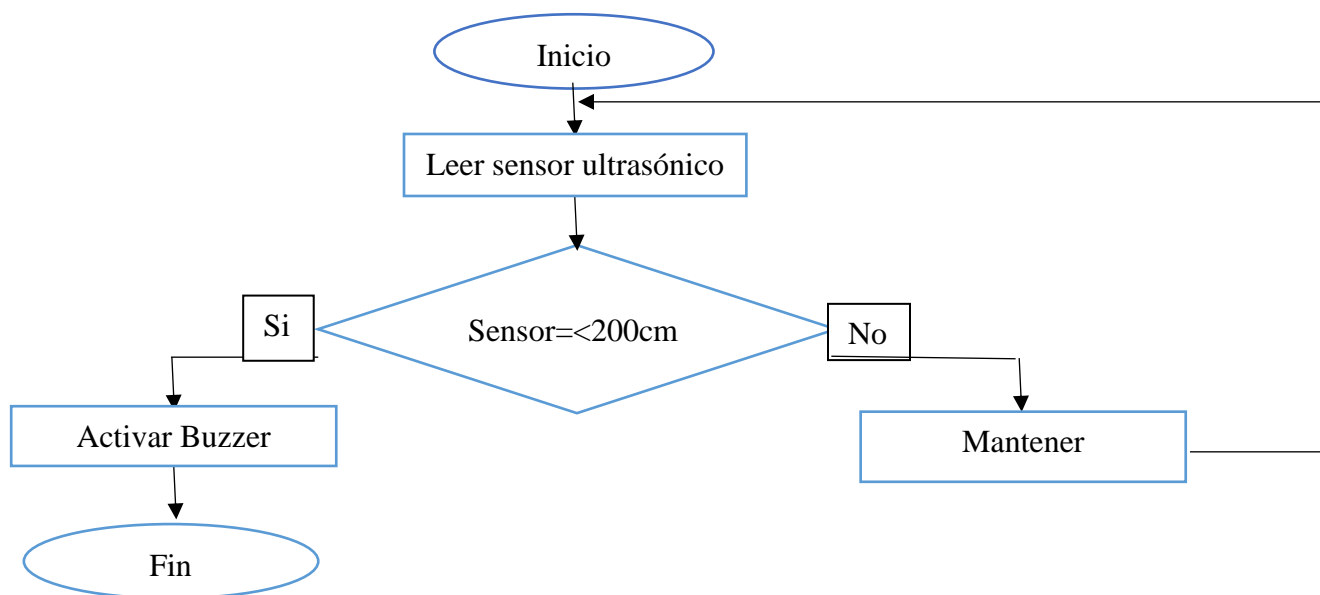 Inicio
Leer sensor ultrasónico
Si
Sensor=<200cm
No
Activar Buzzer
Mantener
Fin